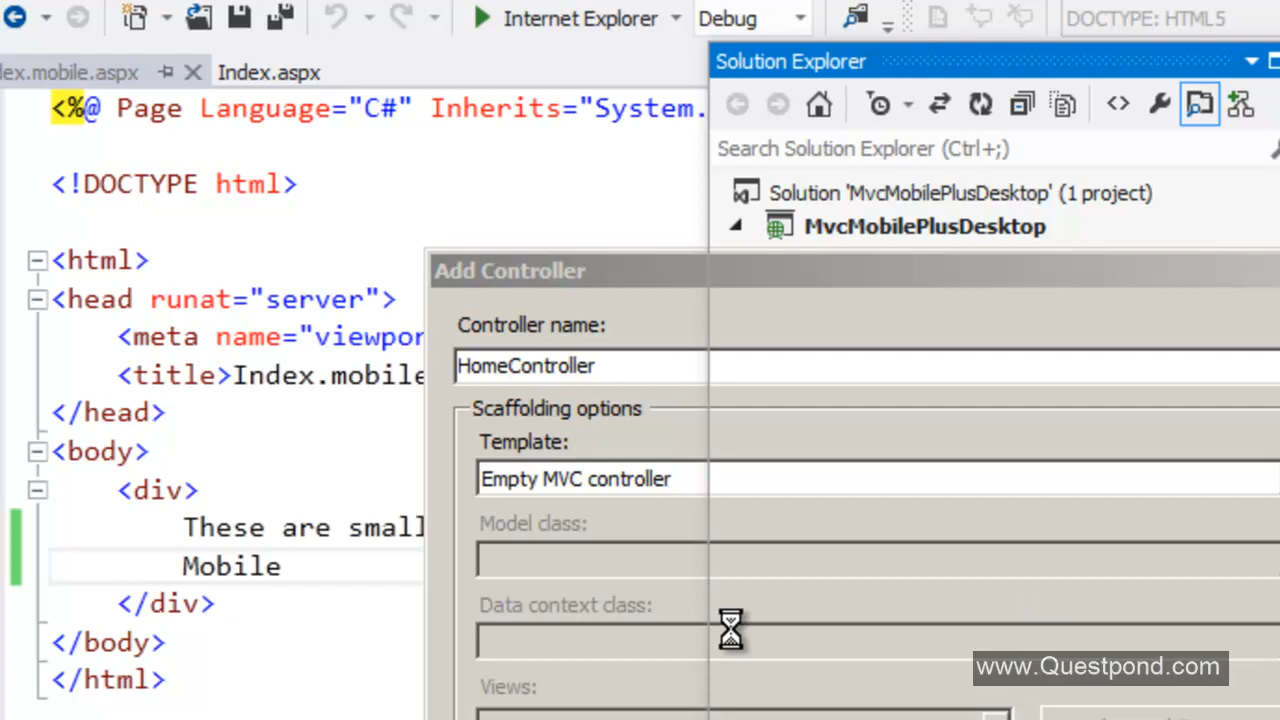 Internet Explorer
Debug
DOCTYPE: HTML5
dex.mobile.aspx
Index.aspx
<%@ Page Language="C#" Inherits="System.
<!DOCTYPE html>
<html>
<head runat="server">
<meta name="viewpor
<title>Index.mobile
</head>
<body>
<div>
These are small
Mobile
</div>
</body>
</html>
Solution Explorer
Search Solution Explorer (Ctrl+;)
Solution 'MvcMobilePlusDesktop' (1 project)
MvcMobilePlusDesktop
Add Controller
Controller name:
HomeController
Scaffolding options
Template:
Empty MVC controller
Model class:
Data context class:
Views:
www.Questpond.com